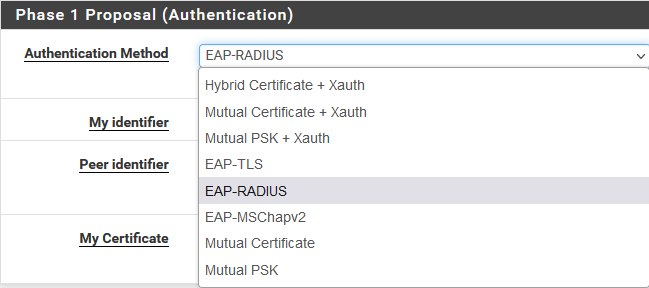 Phase 1 Proposal (Authentication)
Authentication Method
EAP-RADIUS
Hybrid Certificate + Xauth
Mutual Certificate + Xauth
My identifier
Mutual PSK + Xauth
Peer identifier
EAP-TLS
EAP-RADIUS
EAP-MSChapv2
My Certificate
Mutual Certificate
Mutual PSK